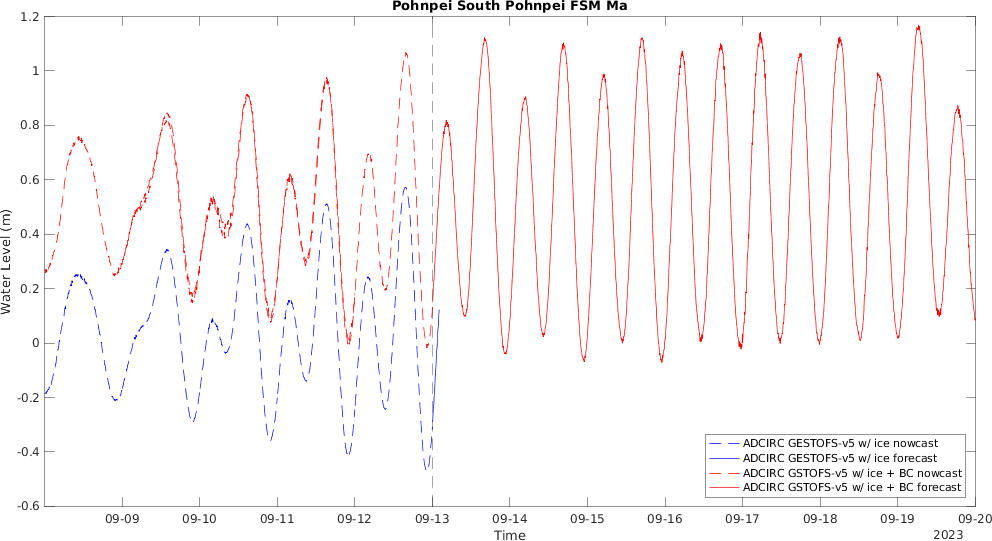 Pohnpei South Pohnpei FSM Ma
1.2
1
0.8
0.6
0.4
0.2
0
-0.2
-0.4
-0.6
Water Level (m)
09-09 09-10 09-11 09-12 09-13 09-14 09-15 09-16 09-17 09-18 09-19 09-20
Time
2023
ADCIRC GESTOFS-v5 w/ ice nowcast
ADCIRC GESTOFS-v5 w/ ice forecast
ADCIRC GSTOFS-v5 w/ ice + BC nowcast
ADCIRC GSTOFS-v5 w/ ice + BC forecast